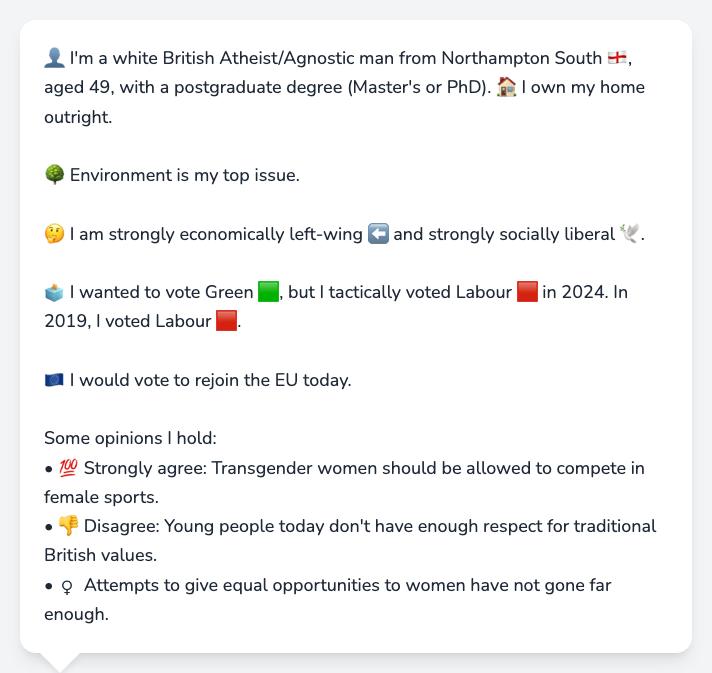 👤 I'm a white British Atheist/Agnostic man from Northampton South 🏴󠁧󠁢󠁥󠁮󠁧󠁿,
aged 49, with a postgraduate degree (Master's or PhD). 🏠 I own my home
outright.
🌳 Environment is my top issue.
🤔 I am strongly economically left-wing ⬅️ and strongly socially liberal 🕊️.
🗳️ I wanted to vote Green 🟩, but I tactically voted Labour 🟥 in 2024. In
2019, I voted Labour 🟥.
🇪🇺 I would vote to rejoin the EU today.
Some opinions I hold:
• 💯 Strongly agree: Transgender women should be allowed to compete in
female sports.
• 👎 Disagree: Young people today don't have enough respect for traditional
British values.
• ♀ Attempts to give equal opportunities to women have not gone far
enough.